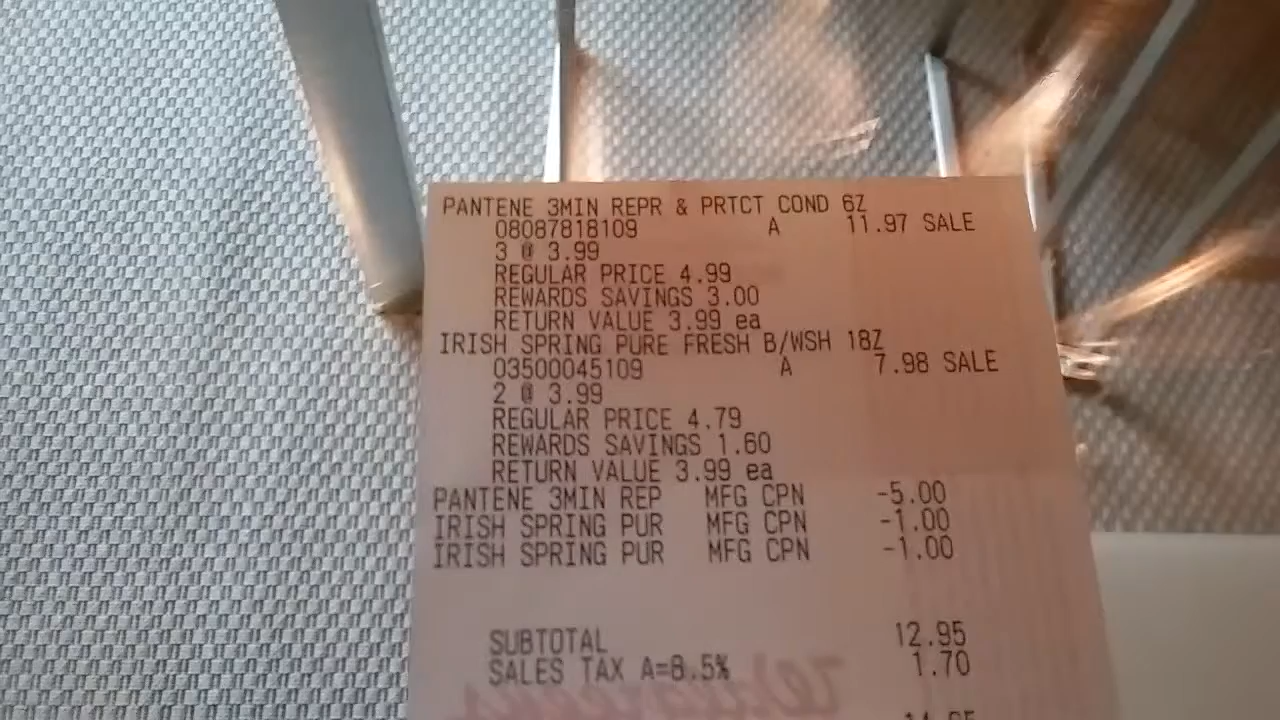 PANTENE 3MIN REPR & PRTCT COND 6Z
08087818109 A 11.97 SALE
3 @ 3.99
REGULAR PRICE 4.99
REWARDS SAVINGS 3.00
RETURN VALUE 3.99 ea
IRISH SPRING PURE FRESH B/WSH 18Z
03500045109 A 7.98 SALE
2 @ 3.99
REGULAR PRICE 4.79
REWARDS SAVINGS 1.60
RETURN VALUE 3.99 ea
PANTENE 3MIN REP MFG CPN -5.00
IRISH SPRING PUR MFG CPN -1.00
IRISH SPRING PUR MFG CPN -1.00
SUBTOTAL 12.95
SALES TAX A=8.5% 1.70